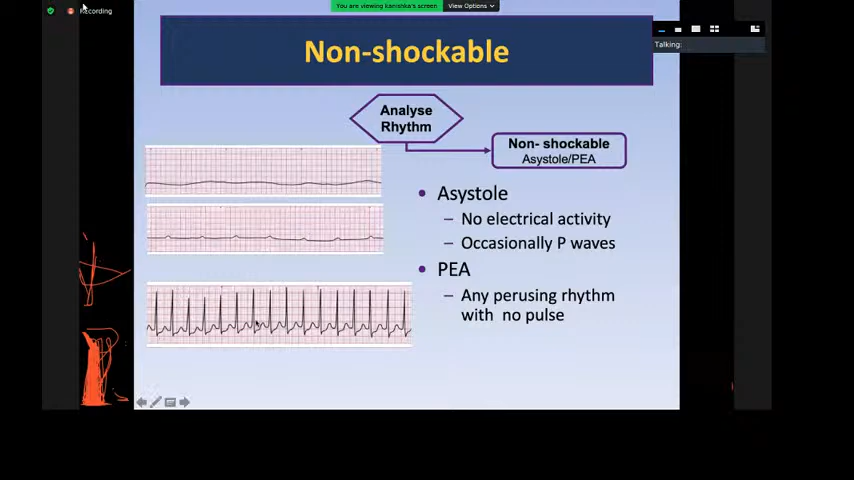 You are viewing kanishka's screen
View Options
Recording
Talking:
Non-shockable
Analyse
Rhythm
Non- shockable
Asystole/PEA
• Asystole
– No electrical activity
– Occasionally P waves
• PEA
– Any perusing rhythm
with no pulse